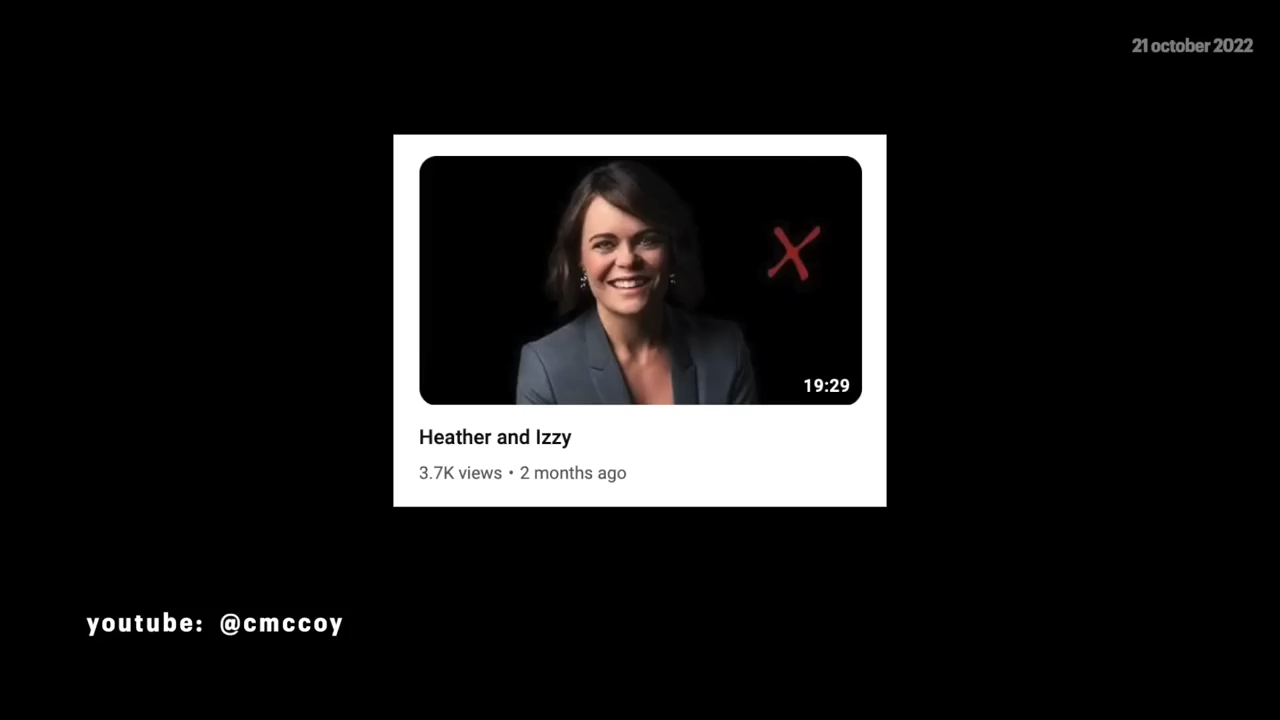 21 october 2022
X
19:29
Heather and Izzy
3.7K views • 2 months ago
youtube: @cmccoy